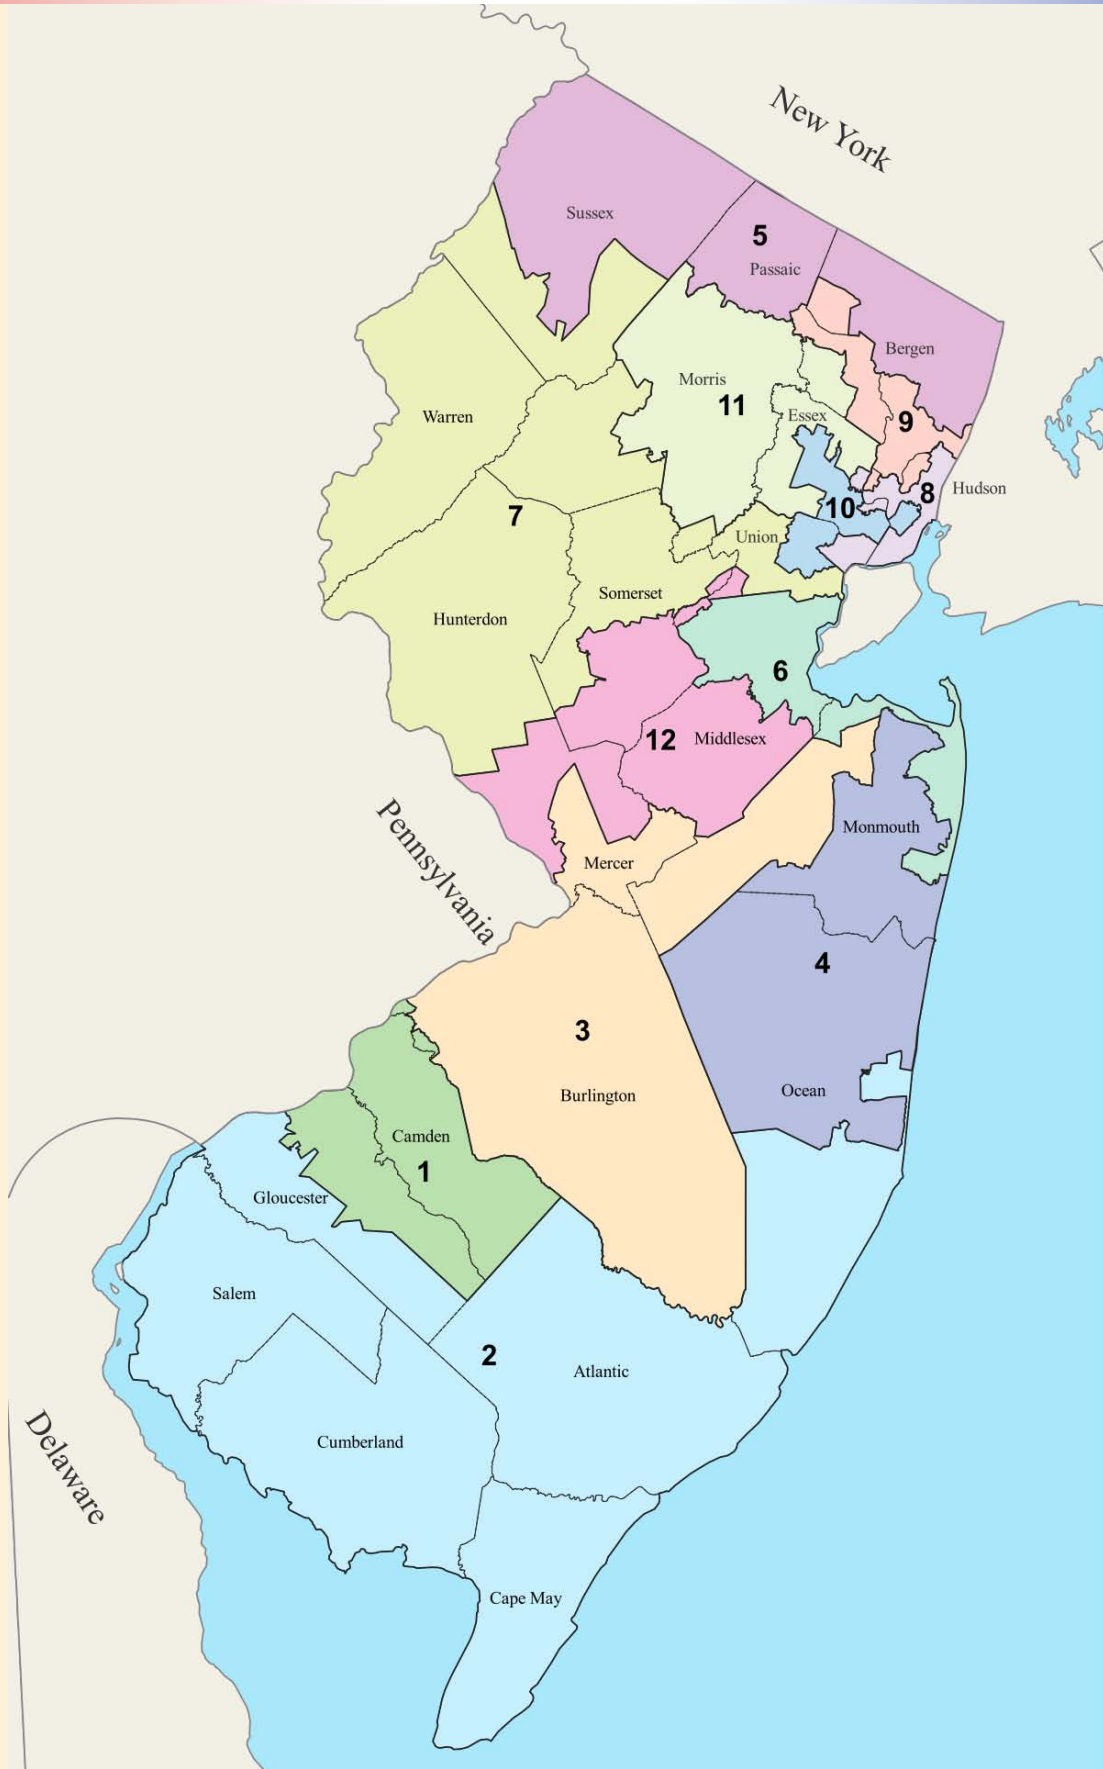 New York
Sussex
5
Passaic
Bergen
Morris
11
Essex
9
Warren
8
Hudson
10
7
Union
Somerset
Hunterdon
6
12
Middlesex
Pennsylvania
Monmouth
Mercer
4
3
Burlington
Ocean
Camden
1
Gloucester
Salem
2
Atlantic
Cumberland
Delaware
Cape May